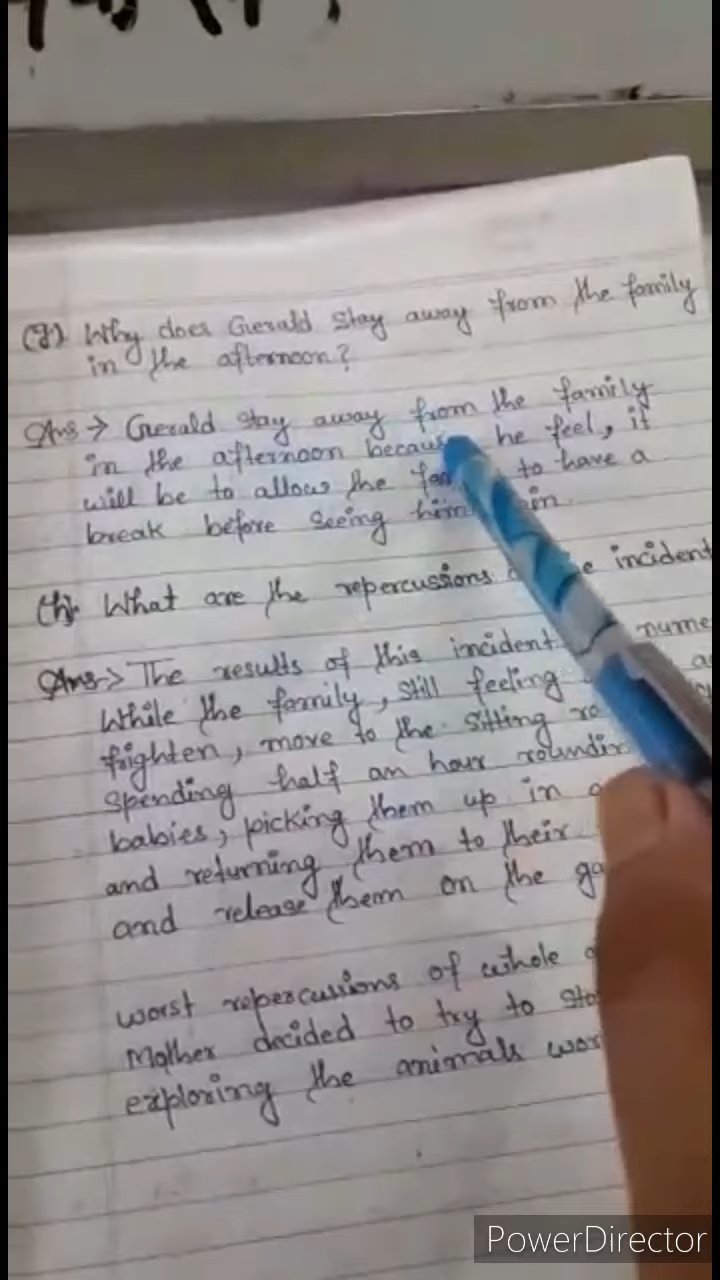 (g) Why does Gerald stay away from the family
in the afternoon?
Ans → Gerald stay away from the family
in the afternoon because he feel, it
will be to allow the to have a
break before seeing him
(h) What are the repercussions incident
Ans → The results of this incident
While the family, still feeling
frighten, move to the sitting
spending half an hour
babies, picking them up in
and returning them to their
and release them on the
worst repercussions of whole
Mother decided to try to
exploring the animals
PowerDirector